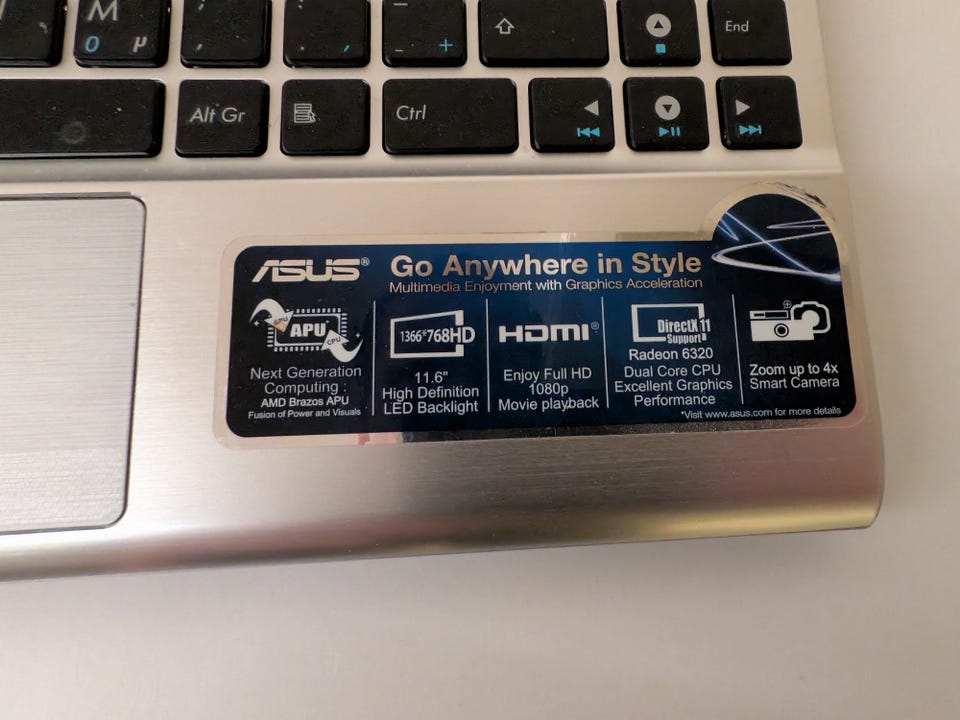 M
0 µ
; ,
: .
_ - +
End
Alt Gr
Ctrl
ASUS®
Go Anywhere in Style
Multimedia Enjoyment with Graphics Acceleration
CPU
APU
CPU
Next Generation
Computing :
AMD Brazos APU
Fusion of Power and Visuals
1366*768HD
11.6"
High Definition
LED Backlight
HDMI®
Enjoy Full HD
1080p
Movie playback
DirectX 11
Support
Radeon 6320
Dual Core CPU
Excellent Graphics
Performance
Zoom up to 4x
Smart Camera
*Visit www.asus.com for more details